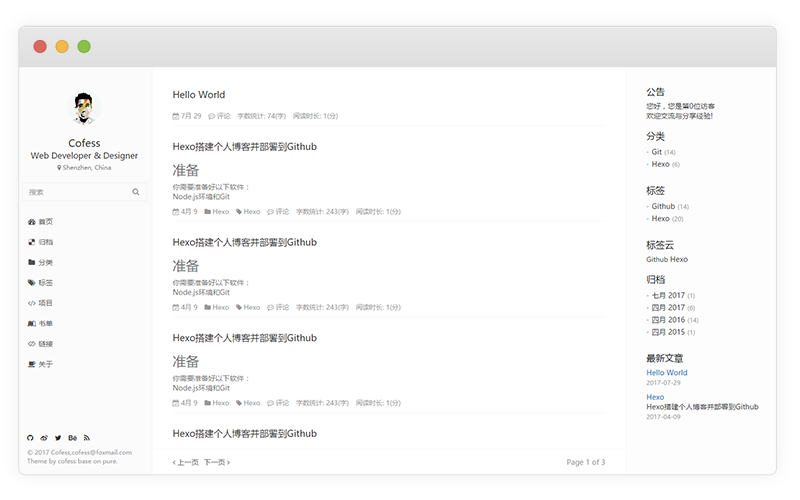 Cofess
Web Developer & Designer
Shenzhen, China
搜索
首页
归档
分类
标签
项目
书单
链接
关于
© 2017 Cofess,cofess@foxmail.com
Theme by cofess base on pure.
Hello World
7月 29 评论 字数统计: 74(字) 阅读时长: 1(分)
Hexo搭建个人博客并部署到Github
准备
你需要准备好以下软件：
Node.js环境和Git
4月 9 Hexo Hexo 评论 字数统计: 243(字) 阅读时长: 1(分)
Hexo搭建个人博客并部署到Github
准备
你需要准备好以下软件：
Node.js环境和Git
4月 9 Hexo Hexo 评论 字数统计: 243(字) 阅读时长: 1(分)
Hexo搭建个人博客并部署到Github
准备
你需要准备好以下软件：
Node.js环境和Git
4月 9 Hexo Hexo 评论 字数统计: 243(字) 阅读时长: 1(分)
Hexo搭建个人博客并部署到Github
‹ 上一页 下一页 › Page 1 of 3
公告
您好，您是第0位访客
欢迎交流与分享经验!
分类
Git (14)
Hexo (6)
标签
Github (14)
Hexo (20)
标签云
Github Hexo
归档
七月 2017 (1)
四月 2017 (6)
四月 2016 (14)
四月 2015 (1)
最新文章
Hello World
2017-07-29
Hexo
Hexo搭建个人博客并部署到Github
2017-04-09